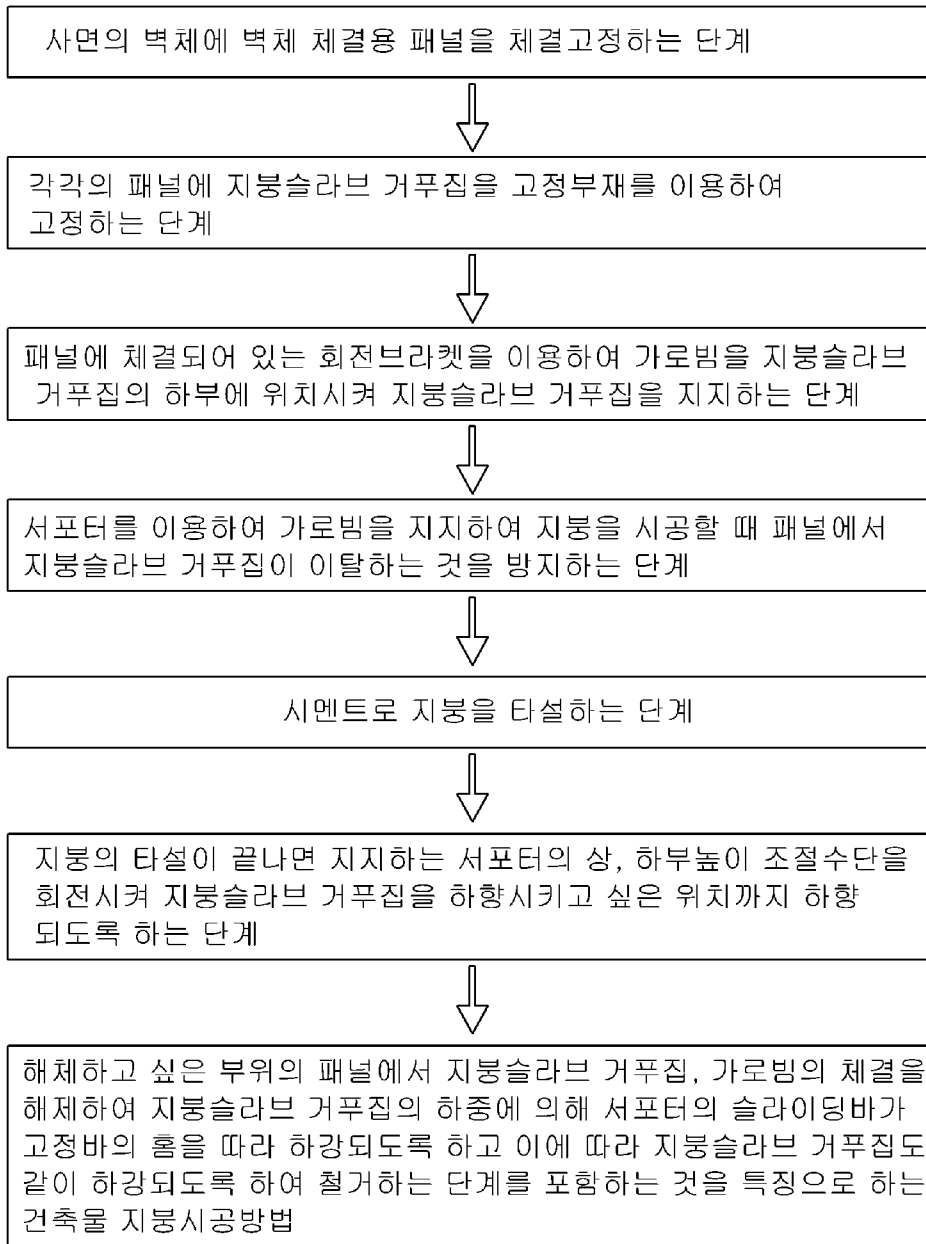 사면의 벽체에 벽체 체결용 패널을 체결고정하는 단계
각각의 패널에 지붕슬라브 거푸집을 고정부재를 이용하여
고정하는 단계
패널에 체결되어 있는 회전브라켓을 이용하여 가로빔을 지붕슬라브
거푸집의 하부에 위치시켜 지붕슬라브 거푸집을 지지하는 단계
서포터를 이용하여 가로빔을 지지하여 지붕을 시공할 때 패널에서
지붕슬라브 거푸집이 이탈하는 것을 방지하는 단계
시멘트로 지붕을 타설하는 단계
지붕의 타설이 끝나면 지지하는 서포터의 상, 하부높이 조절수단을
회전시켜 지붕슬라브 거푸집을 하향시키고 싶은 위치까지 하향
되도록 하는 단계
해체하고 싶은 부위의 패널에서 지붕슬라브 거푸집, 가로빔의 체결을
해제하여 지붕슬라브 거푸집의 하중에 의해 서포터의 슬라이딩바가
고정바의 홈을 따라 하강되도록 하고 이에 따라 지붕슬라브 거푸집도
같이 하강되도록 하여 철거하는 단계를 포함하는 것을 특징으로 하는
건축물 지붕시공방법